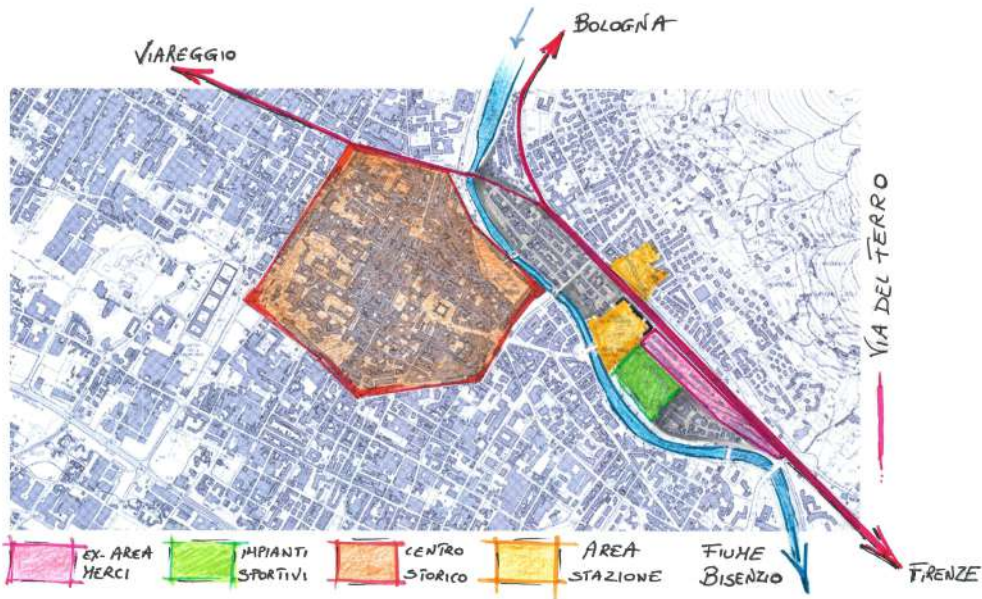 BOLOGNA
VIAREGGIO
VIA DEL FERRO
EX-AREA
MERCI
IMPIANTI
SPORTIVI
CENTRO
STORICO
AREA
STAZIONE
FIUME
BISENZIO
FIRENZE